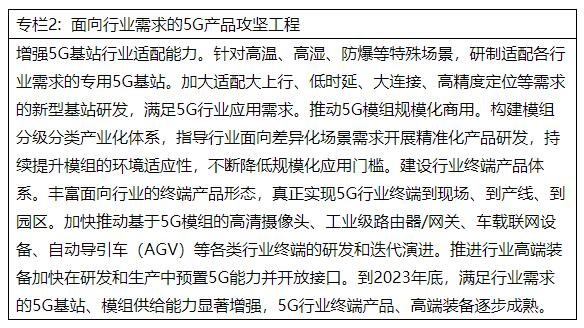 专栏2：面向行业需求的5G产品攻坚工程
增强5G基站行业适配能力。针对高温、高湿、防爆等特殊场景，研制适配各行
业需求的专用5G基站。加大适配大上行、低时延、大连接、高精度定位等需求
的新型基站研发，满足5G行业应用需求。推动5G模组规模化商用。构建模组
分级分类产业化体系，指导行业面向差异化场景需求开展精准化产品研发，持
续提升模组的环境适应性，不断降低规模化应用门槛。建设行业终端产品体
系。丰富面向行业的终端产品形态，真正实现5G行业终端到现场、到产线、到
园区。加快推动基于5G模组的高清摄像头、工业级路由器/网关、车载联网设
备、自动导引车（AGV）等各类行业终端的研发和迭代演进。推进行业高端装
备加快在研发和生产中预置5G能力并开放接口。到2023年底，满足行业需求
的5G基站、模组供给能力显著增强，5G行业终端产品、高端装备逐步成熟。